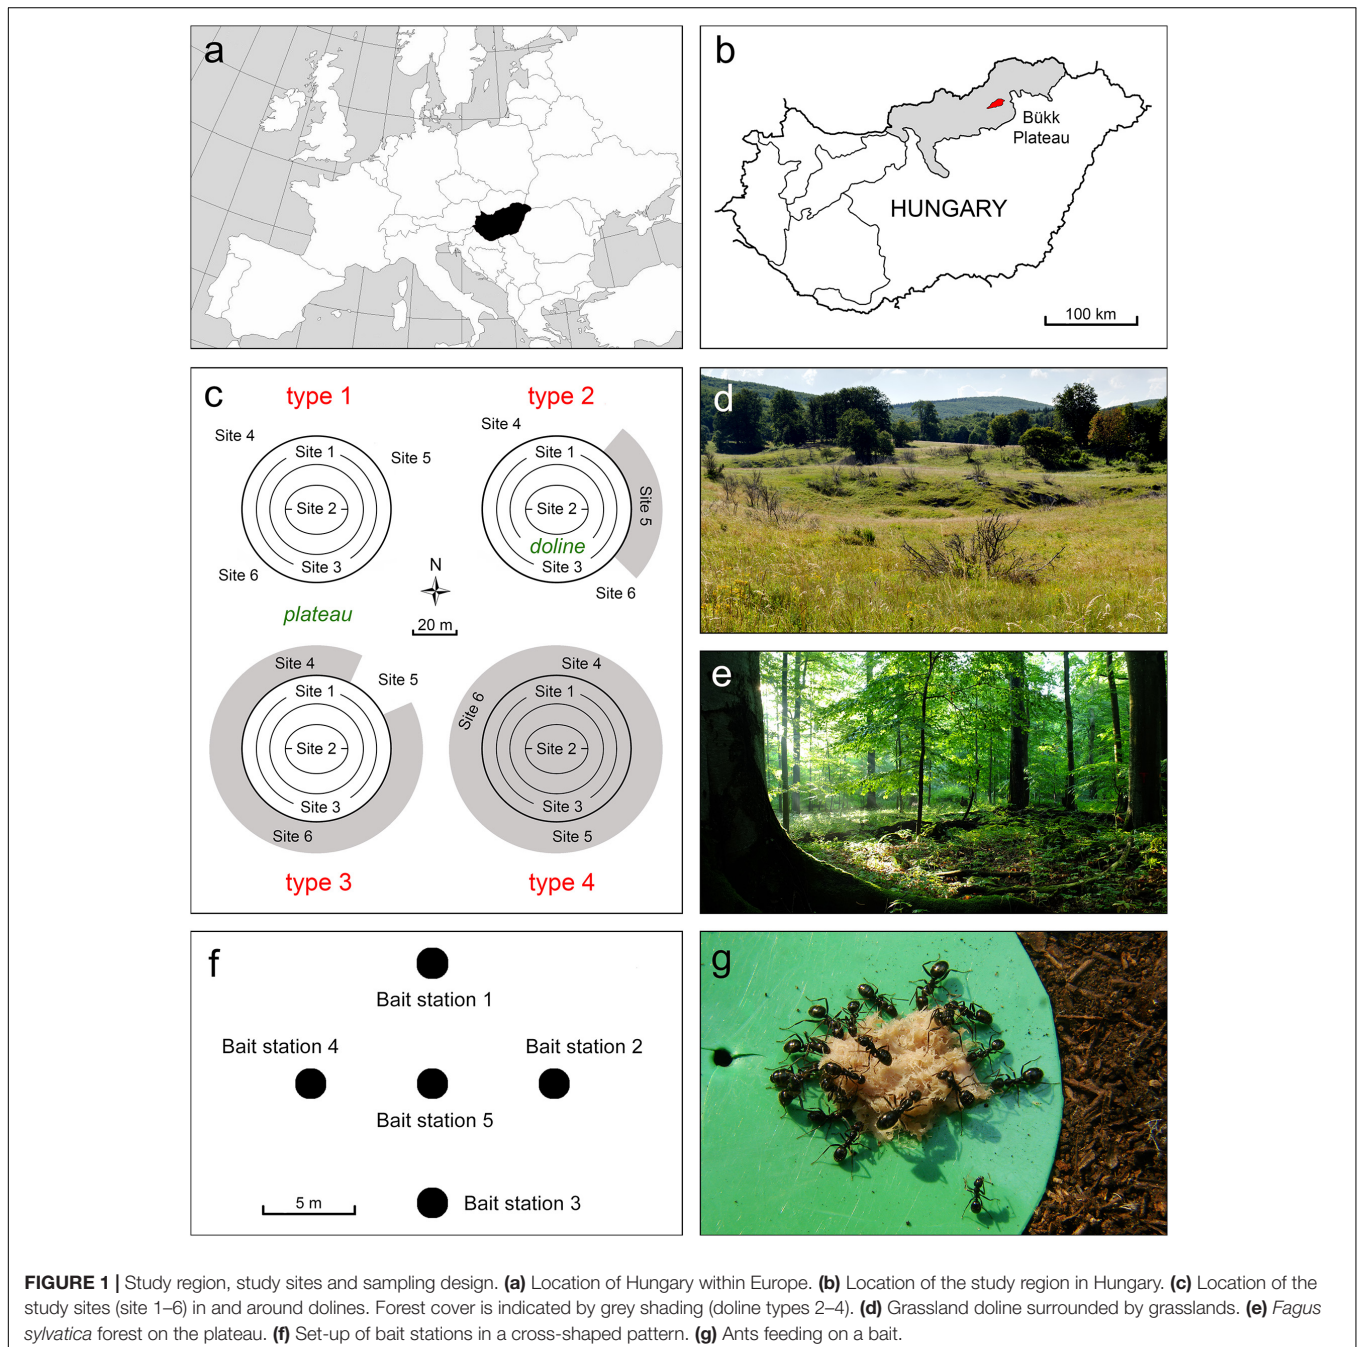 a
b
Bükk
Plateau
HUNGARY
100 km
c
type 1
type 2
Site 4
Site 1
Site 5
Site 2
Site 3
Site 6
Site 4
Site 1
Site 5
Site 2
doline
Site 3
Site 6
N
20 m
plateau
Site 4
Site 1
Site 5
Site 2
Site 3
Site 6
Site 4
Site 1
Site 6
Site 2
Site 3
Site 5
type 3
type 4
d
e
f
Bait station 1
Bait station 4
Bait station 2
Bait station 5
Bait station 3
5 m
g
FIGURE 1 | Study region, study sites and sampling design. (a) Location of Hungary within Europe. (b) Location of the study region in Hungary. (c) Location of the
study sites (site 1–6) in and around dolines. Forest cover is indicated by grey shading (doline types 2–4). (d) Grassland doline surrounded by grasslands. (e) Fagus
sylvatica forest on the plateau. (f) Set-up of bait stations in a cross-shaped pattern. (g) Ants feeding on a bait.